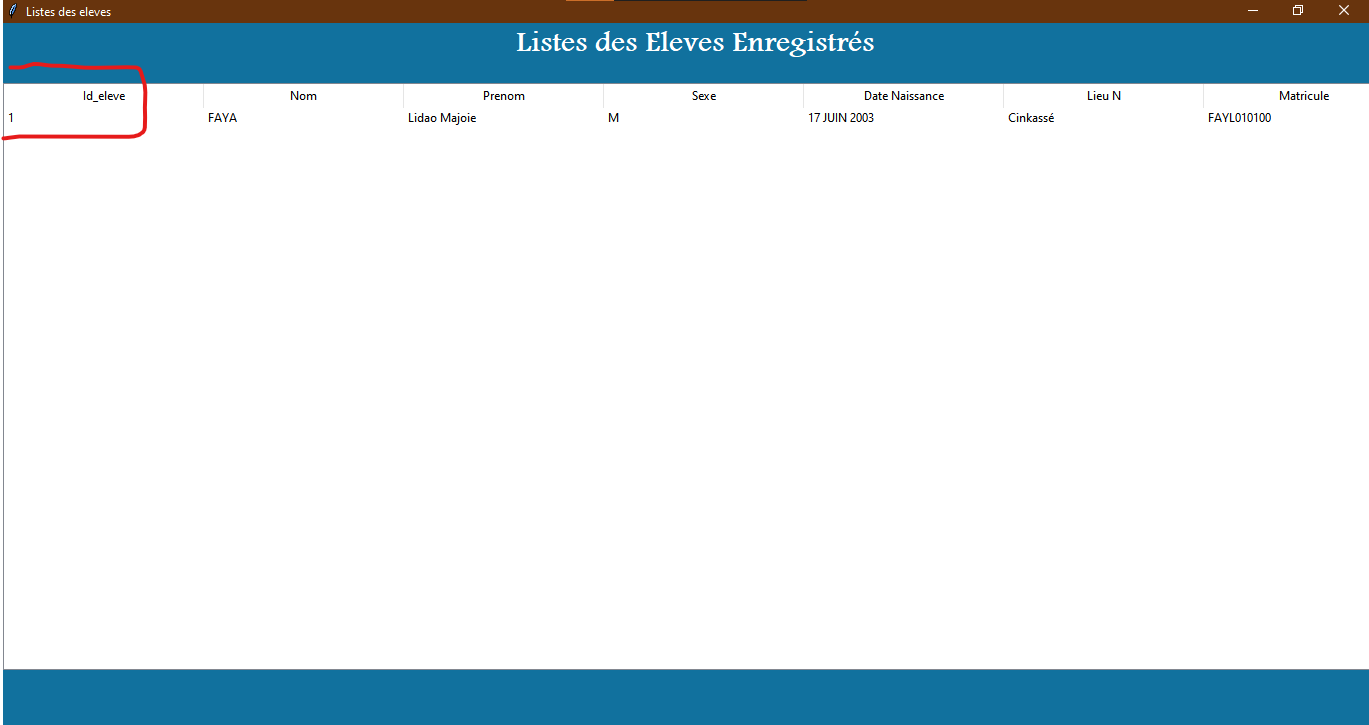 Listes des eleves
Listes des Eleves Enregistrés
Id_eleve Nom Prenom Sexe Date Naissance Lieu N Matricule
1 FAYA Lidao Majoie M 17 JUIN 2003 Cinkassé FAYL010100